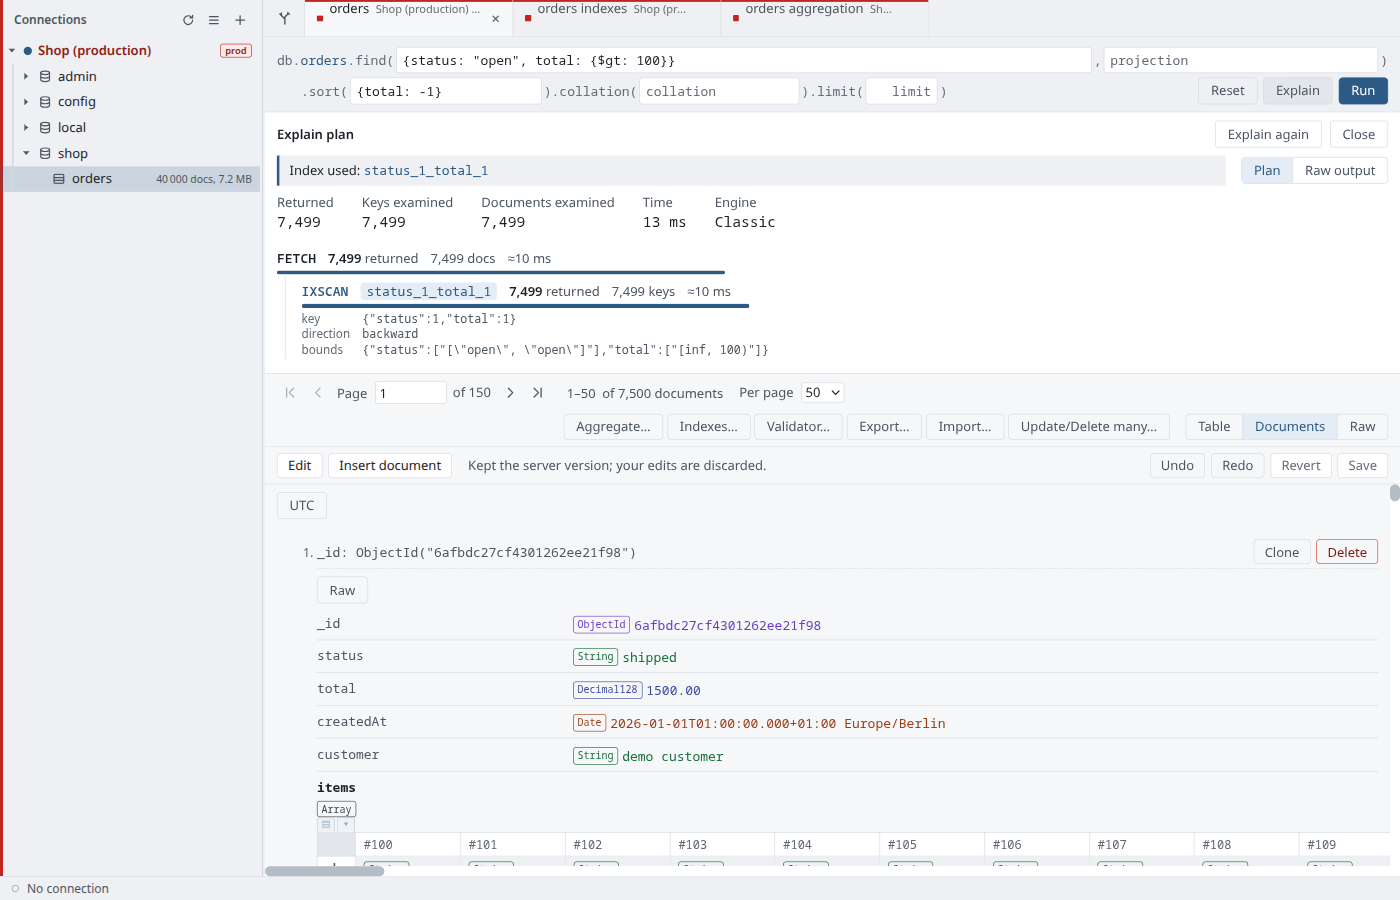 Connections
orders Shop (production) ...
orders indexes Shop (pr...
orders aggregation Sh...
Shop (production) prod
admin
config
local
shop
orders 40 000 docs, 7.2 MB
db.orders.find( {status: "open", total: {$gt: 100}} , projection )
.sort( {total: -1} ).collation( collation ).limit( limit )
Reset Explain Run
Explain plan
Explain again Close
Index used: status_1_total_1
Plan Raw output
Returned Keys examined Documents examined Time Engine
7,499 7,499 7,499 13 ms Classic
FETCH 7,499 returned 7,499 docs ≈10 ms
IXSCAN status_1_total_1 7,499 returned 7,499 keys ≈10 ms
key {"status":1,"total":1}
direction backward
bounds {"status":["[\"open\", \"open\"]"],"total":["[inf, 100)"]}
Page 1 of 150 1–50 of 7,500 documents Per page 50
Aggregate... Indexes... Validator... Export... Import... Update/Delete many... Table Documents Raw
Edit Insert document Kept the server version; your edits are discarded. Undo Redo Revert Save
UTC
1. _id: ObjectId("6afbdc27cf4301262ee21f98") Clone Delete
Raw
_id ObjectId 6afbdc27cf4301262ee21f98
status String shipped
total Decimal128 1500.00
createdAt Date 2026-01-01T01:00:00.000+01:00 Europe/Berlin
customer String demo customer
items
Array
#100 #101 #102 #103 #104 #105 #106 #107 #108 #109
No connection